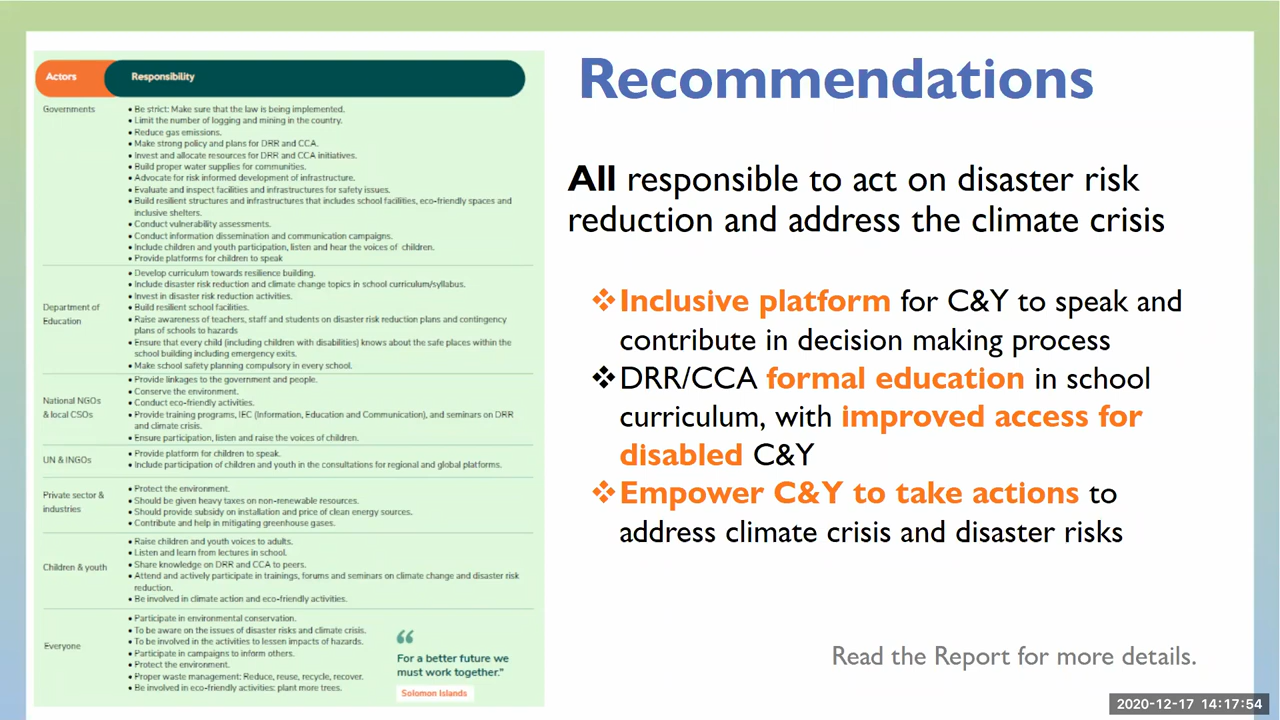 Actors Responsibility
Governments
• Be strict: Make sure that the law is being implemented.
• Limit the number of logging and mining in the country.
• Reduce gas emissions.
• Make strong policy and plans for DRR and CCA.
• Invest and allocate resources for DRR and CCA initiatives.
• Build proper water supplies for communities.
• Advocate for risk informed development of infrastructure.
• Evaluate and inspect facilities and infrastructures for safety issues.
• Build resilient structures and infrastructures that includes school facilities, eco-friendly spaces and
inclusive shelters.
• Conduct vulnerability assessments.
• Conduct information dissemination and communication campaigns.
• Include children and youth participation, listen and hear the voices of children.
• Provide platforms for children to speak
Department of
Education
• Develop curriculum towards resilience building.
• Include disaster risk reduction and climate change topics in school curriculum/syllabus.
• Invest in disaster risk reduction activities.
• Build resilient school facilities.
• Raise awareness of teachers, staff and students on disaster risk reduction plans and contingency
plans of schools to hazards
• Ensure that every child (including children with disabilities) knows about the safe places within the
school building including emergency exits.
• Make school safety planning compulsory in every school.
National NGOs
& local CSOs
• Provide linkages to the government and people.
• Conserve the environment.
• Conduct eco-friendly activities.
• Provide training programs, IEC (Information, Education and Communication), and seminars on DRR
and climate crisis.
• Ensure participation, listen and raise the voices of children.
UN & INGOs
• Provide platform for children to speak.
• Include participation of children and youth in the consultations for regional and global platforms.
Private sector &
industries
• Protect the environment.
• Should be given heavy taxes on non-renewable resources.
• Should provide subsidy on installation and price of clean energy sources.
• Contribute and help in mitigating greenhouse gases.
Children & youth
• Raise children and youth voices to adults.
• Listen and learn from lectures in school.
• Share knowledge on DRR and CCA to peers.
• Attend and actively participate in trainings, forums and seminars on climate change and disaster risk
reduction.
• Be involved in climate action and eco-friendly activities.
Everyone
• Participate in environmental conservation.
• To be aware on the issues of disaster risks and climate crisis.
• To be involved in the activities to lessen impacts of hazards.
• Participate in campaigns to inform others.
• Protect the environment.
• Proper waste management: Reduce, reuse, recycle, recover.
• Be involved in eco-friendly activities: plant more trees.
“
For a better future we
must work together.”
Solomon Islands
Recommendations
All responsible to act on disaster risk
reduction and address the climate crisis
❖Inclusive platform for C&Y to speak and
contribute in decision making process
❖DRR/CCA formal education in school
curriculum, with improved access for
disabled C&Y
❖Empower C&Y to take actions to
address climate crisis and disaster risks
Read the Report for more details.
2020-12-17 14:17:54